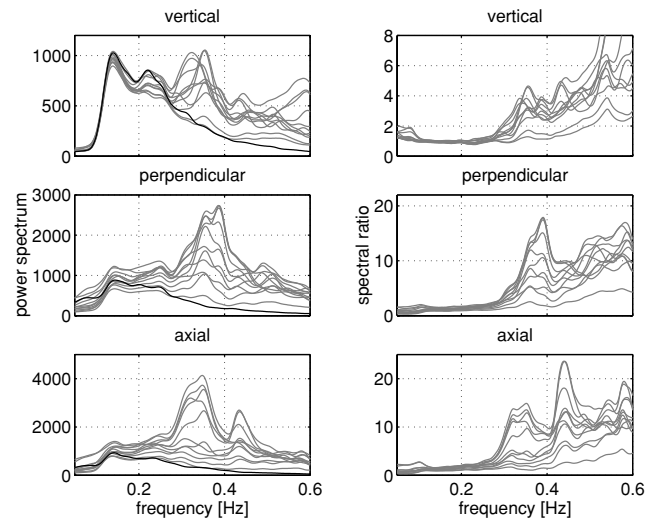 vertical
1000
500
0
vertical
8
6
4
2
0
perpendicular
3000
2000
1000
0
power spectrum
perpendicular
20
10
0
spectral ratio
axial
4000
2000
0
0.2
0.4
0.6
frequency [Hz]
axial
20
10
0
0.2
0.4
0.6
frequency [Hz]